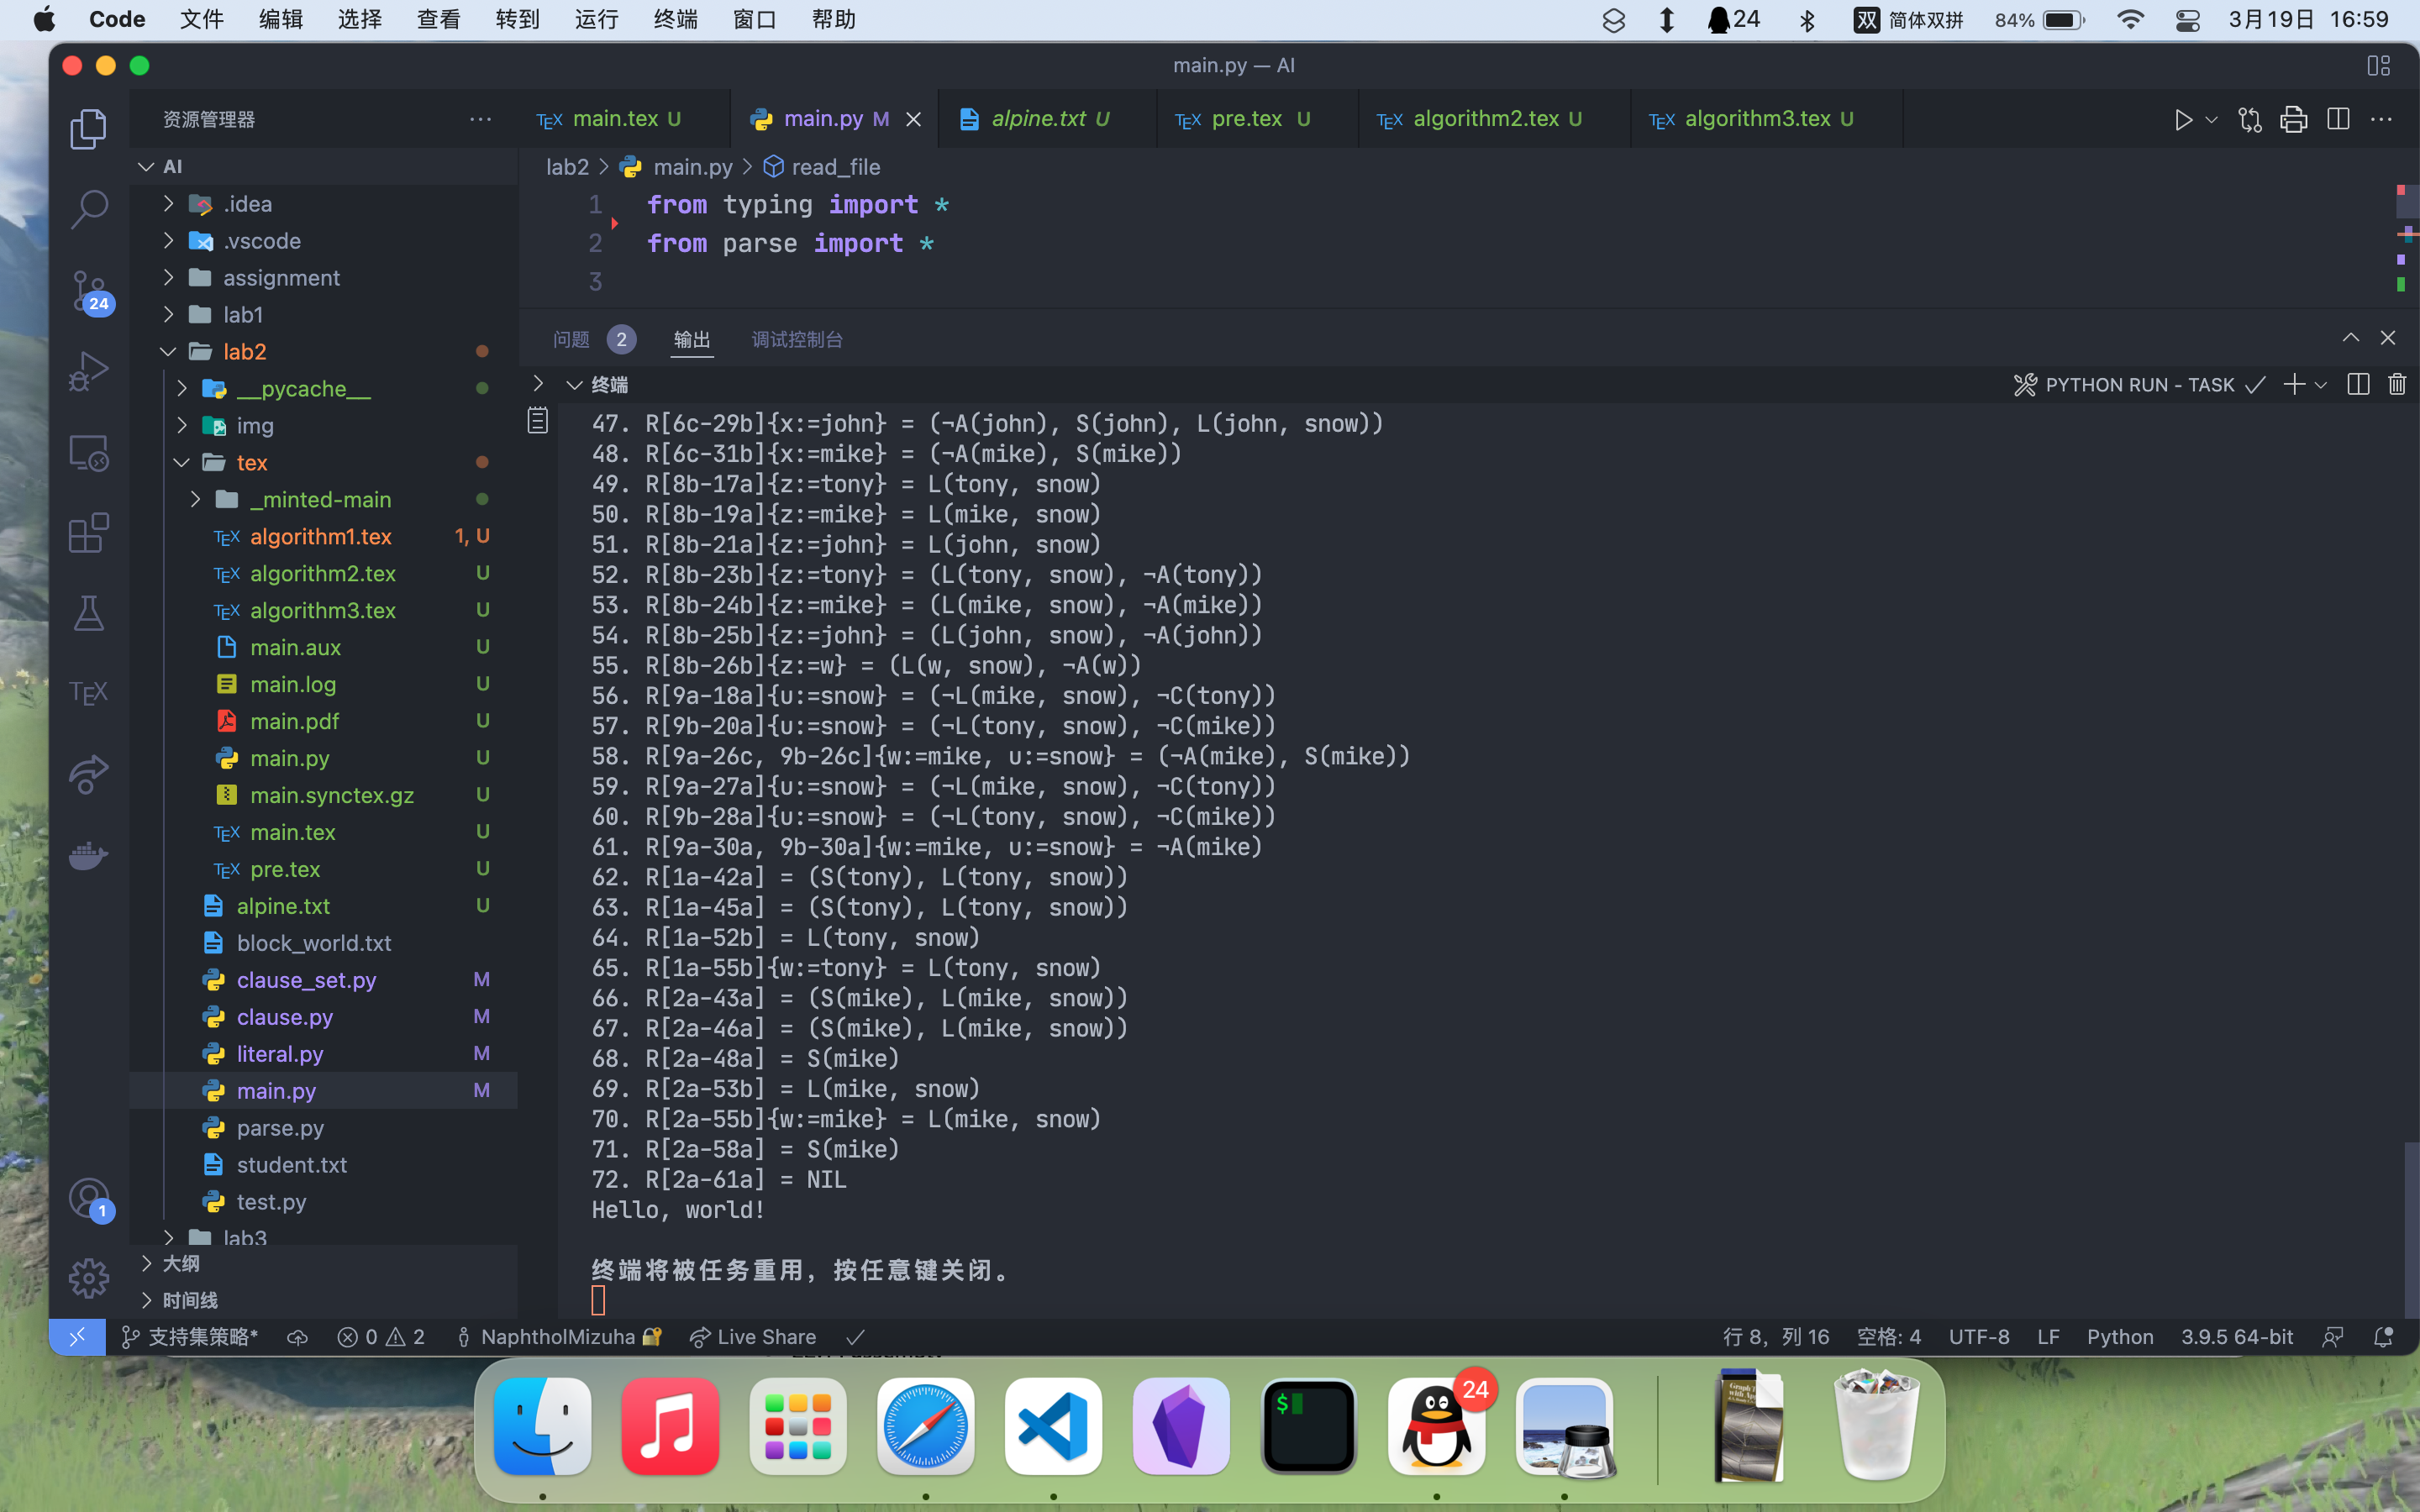 Code 文件 编辑 选择 查看 转到 运行 终端 窗口 帮助 24 双 简体双拼 84% 3月19日 16:59
main.py — AI
资源管理器 ···
AI
.idea
.vscode
assignment
lab1
lab2
__pycache__
img
tex
_minted-main
TEX algorithm1.tex 1, U
TEX algorithm2.tex U
TEX algorithm3.tex U
main.aux U
main.log U
main.pdf U
main.py U
main.synctex.gz U
TEX main.tex U
TEX pre.tex U
alpine.txt U
block_world.txt
clause_set.py M
clause.py M
literal.py M
main.py M
parse.py
student.txt
test.py
lab3
大纲
时间线
24
TEX
1
TEX main.tex U
main.py M
alpine.txt U
TEX pre.tex U
TEX algorithm2.tex U
TEX algorithm3.tex U
lab2 > main.py > read_file
1 from typing import *
2 from parse import *
3
问题 2 输出 调试控制台
终端 PYTHON RUN - TASK
47. R[6c-29b]{x:=john} = (¬A(john), S(john), L(john, snow))
48. R[6c-31b]{x:=mike} = (¬A(mike), S(mike))
49. R[8b-17a]{z:=tony} = L(tony, snow)
50. R[8b-19a]{z:=mike} = L(mike, snow)
51. R[8b-21a]{z:=john} = L(john, snow)
52. R[8b-23b]{z:=tony} = (L(tony, snow), ¬A(tony))
53. R[8b-24b]{z:=mike} = (L(mike, snow), ¬A(mike))
54. R[8b-25b]{z:=john} = (L(john, snow), ¬A(john))
55. R[8b-26b]{z:=w} = (L(w, snow), ¬A(w))
56. R[9a-18a]{u:=snow} = (¬L(mike, snow), ¬C(tony))
57. R[9b-20a]{u:=snow} = (¬L(tony, snow), ¬C(mike))
58. R[9a-26c, 9b-26c]{w:=mike, u:=snow} = (¬A(mike), S(mike))
59. R[9a-27a]{u:=snow} = (¬L(mike, snow), ¬C(tony))
60. R[9b-28a]{u:=snow} = (¬L(tony, snow), ¬C(mike))
61. R[9a-30a, 9b-30a]{w:=mike, u:=snow} = ¬A(mike)
62. R[1a-42a] = (S(tony), L(tony, snow))
63. R[1a-45a] = (S(tony), L(tony, snow))
64. R[1a-52b] = L(tony, snow)
65. R[1a-55b]{w:=tony} = L(tony, snow)
66. R[2a-43a] = (S(mike), L(mike, snow))
67. R[2a-46a] = (S(mike), L(mike, snow))
68. R[2a-48a] = S(mike)
69. R[2a-53b] = L(mike, snow)
70. R[2a-55b]{w:=mike} = L(mike, snow)
71. R[2a-58a] = S(mike)
72. R[2a-61a] = NIL
Hello, world!
终端将被任务重用，按任意键关闭。
支持集策略* 0 2 NaphtholMizuha Live Share 行 8，列 16 空格: 4 UTF-8 LF Python 3.9.5 64-bit
$
24